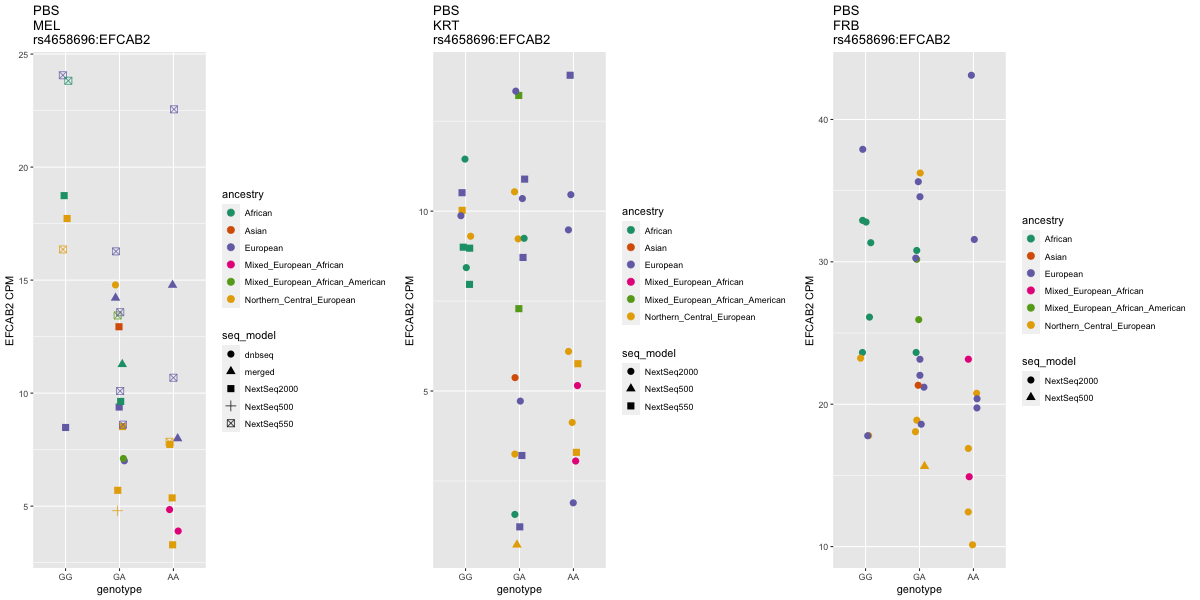 PBS
MEL
rs4658696:EFCAB2
EFCAB2 CPM
25
20
15
10
5
GG
GA
AA
genotype
ancestry
African
Asian
European
Mixed_European_African
Mixed_European_African_American
Northern_Central_European
seq_model
dnbseq
merged
NextSeq2000
NextSeq500
NextSeq550
PBS
KRT
rs4658696:EFCAB2
EFCAB2 CPM
10
5
GG
GA
AA
genotype
ancestry
African
Asian
European
Mixed_European_African
Mixed_European_African_American
Northern_Central_European
seq_model
NextSeq2000
NextSeq500
NextSeq550
PBS
FRB
rs4658696:EFCAB2
EFCAB2 CPM
40
30
20
10
GG
GA
AA
genotype
ancestry
African
Asian
European
Mixed_European_African
Mixed_European_African_American
Northern_Central_European
seq_model
NextSeq2000
NextSeq500